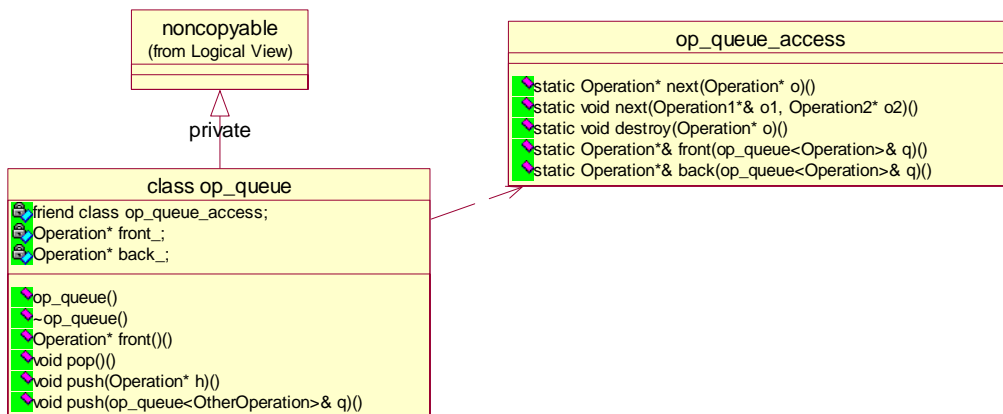 noncopyable
(from Logical View)
private
op_queue_access
static Operation* next(Operation* o)()
static void next(Operation1*& o1, Operation2* o2)()
static void destroy(Operation* o)()
static Operation*& front(op_queue<Operation>& q)()
static Operation*& back(op_queue<Operation>& q)()
class op_queue
friend class op_queue_access;
Operation* front_;
Operation* back_;
op_queue()
~op_queue()
Operation* front()()
void pop()()
void push(Operation* h)()
void push(op_queue<OtherOperation>& q)()